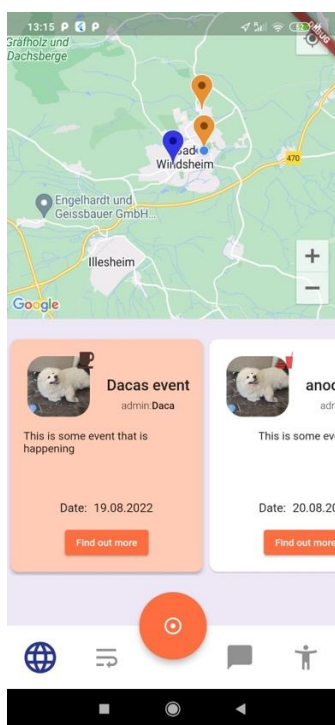 13:15 P P
Gräfholz und
Dachsberge
Bad
Windsheim
470
Engelhardt und
Geissbauer GmbH...
Illesheim
+
−
Google
Dacas event
admin:Daca
This is some event that is
happening
Date: 19.08.2022
Find out more
anoc
adr
This is some eve
Date: 20.08.20
Find out more